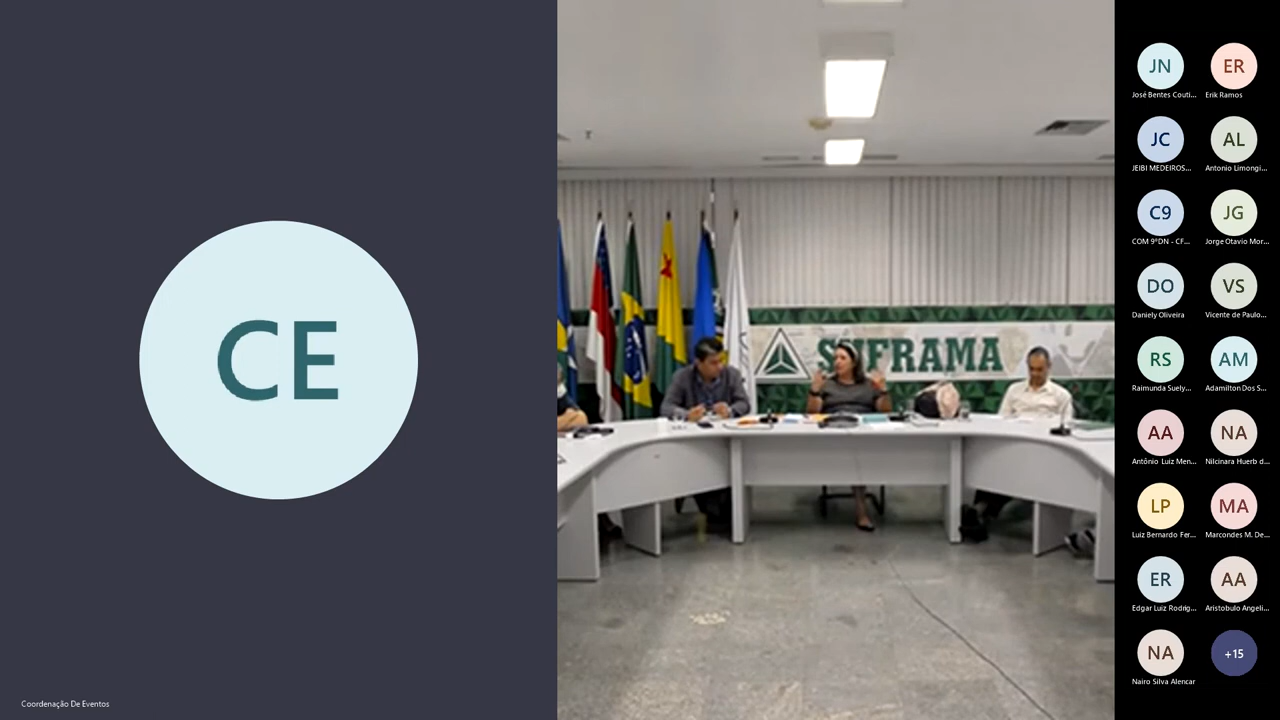 CE
Coordenação De Eventos
SUFRAMA
JN
José Bentes Couti...
ER
Erik Ramos
JC
JEIBI MEDEIROS...
AL
Antonio Limongi...
C9
COM 9°DN - CF...
JG
Jorge Otavio Mor...
DO
Daniely Oliveira
VS
Vicente de Paulo...
RS
Raimunda Suely...
AM
Adamilton Dos S...
AA
Antônio Luiz Men...
NA
Nilcinara Huerb d...
LP
Luiz Bernardo Fer...
MA
Marcondes M. De...
ER
Edgar Luiz Rodrig...
AA
Aristobulo Angeli...
NA
Nairo Silva Alencar
+15